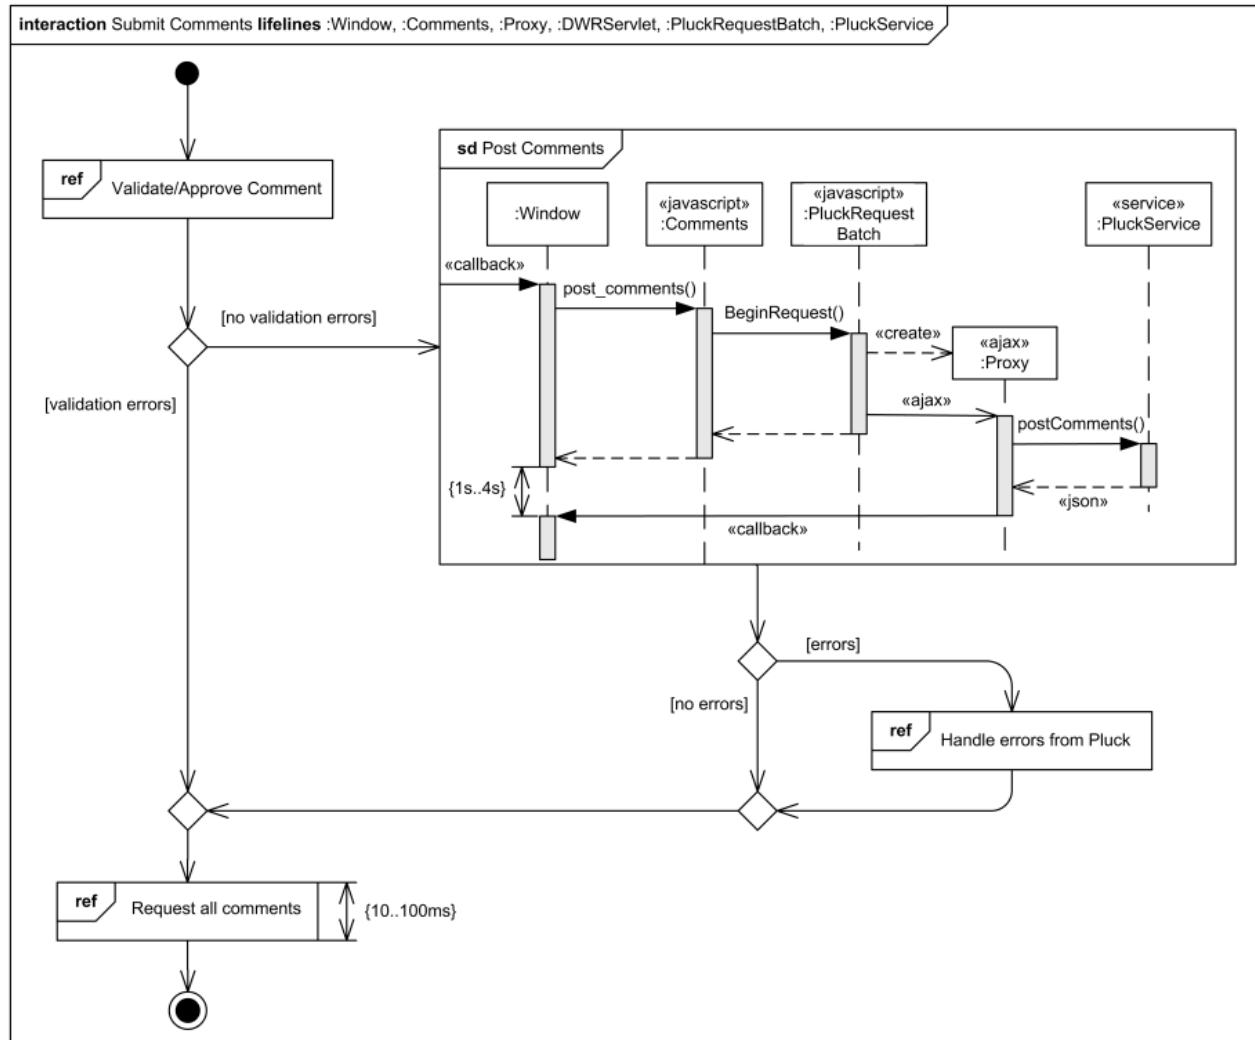 interaction Submit Comments lifelines :Window, :Comments, :Proxy, :DWRServlet, :PluckRequestBatch, :PluckService
ref
Validate/Approve Comment
[no validation errors]
[validation errors]
sd Post Comments
:Window
«javascript»
:Comments
«javascript»
:PluckRequest
Batch
«service»
:PluckService
«callback»
post_comments()
BeginRequest()
«create»
«ajax»
:Proxy
«ajax»
postComments()
{1s..4s}
«json»
«callback»
[errors]
[no errors]
ref
Handle errors from Pluck
ref
Request all comments
{10..100ms}